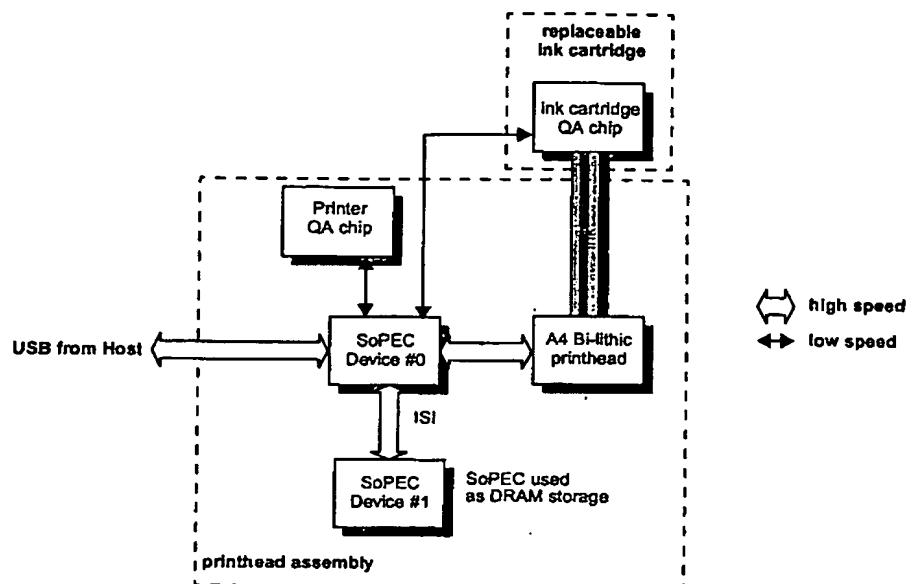 replaceable
ink cartridge
ink cartridge
QA chip
Printer
QA chip
ink
high speed
low speed
USB from Host
SoPEC
Device #0
A4 Bi-lithic
printhead
ISI
SoPEC
Device #1
SoPEC used
as DRAM storage
printhead assembly